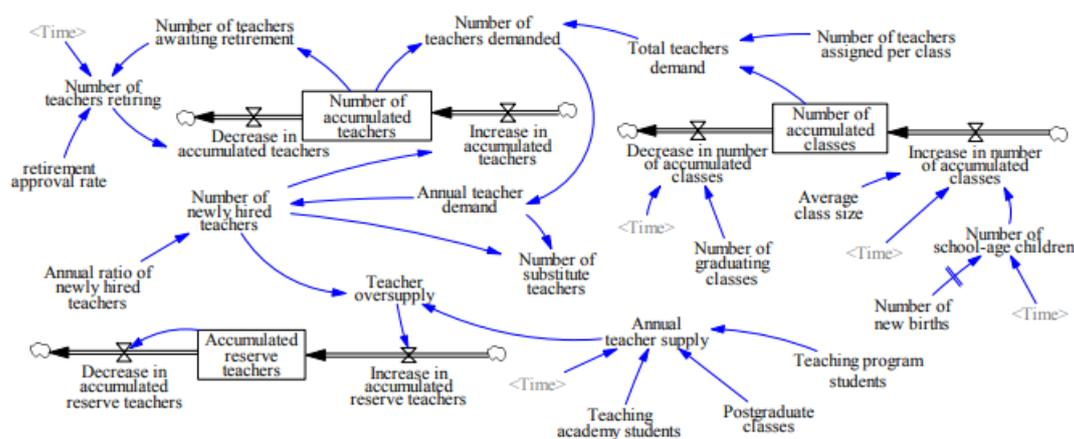 <Time>
Number of teachers
awaiting retirement
Number of
teachers demanded
Total teachers
demand
Number of teachers
assigned per class
Number of
teachers retiring
Number of
accumulated
teachers
Decrease in
accumulated teachers
Increase in
accumulated
teachers
Number of
accumulated
classes
Decrease in number
of accumulated
classes
Increase in number
of accumulated
classes
retirement
approval rate
Number of
newly hired
teachers
Annual teacher
demand
Average
class size
<Time>
<Time>
Number of
school-age children
Number of
graduating
classes
Number of
substitute
teachers
Annual ratio of
newly hired
teachers
Teacher
oversupply
Number of
new births
<Time>
Accumulated
reserve
teachers
Annual
teacher supply
Decrease in
accumulated
reserve teachers
Increase in
accumulated
reserve teachers
<Time>
Teaching program
students
Teaching
academy students
Postgraduate
classes